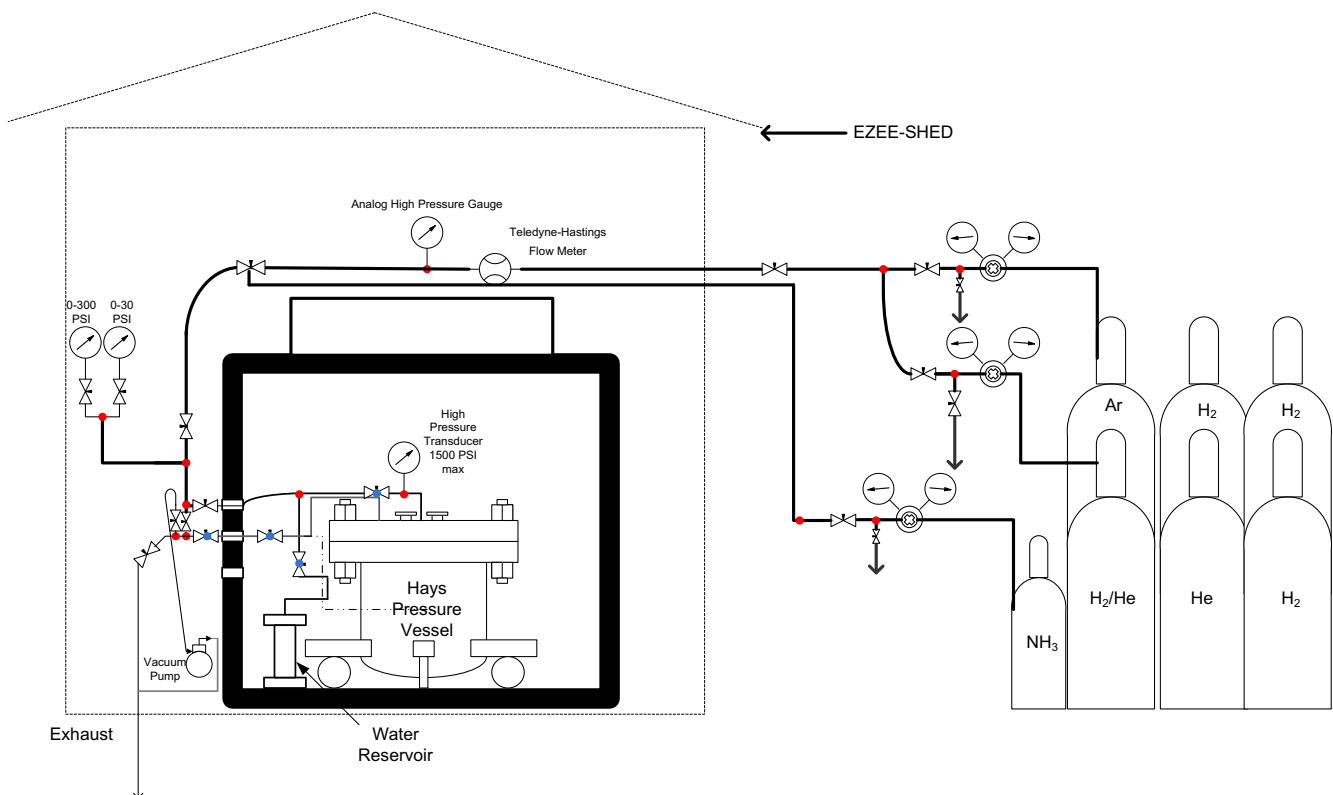 EZEE-SHED
Analog High Pressure Gauge
Teledyne-Hastings
Flow Meter
0-300
PSI
0-30
PSI
High
Pressure
Transducer
1500 PSI
max
Ar
H2
H2
Hays
Pressure
Vessel
H2/He
He
H2
NH3
Vacuum
Pump
Exhaust
Water
Reservoir